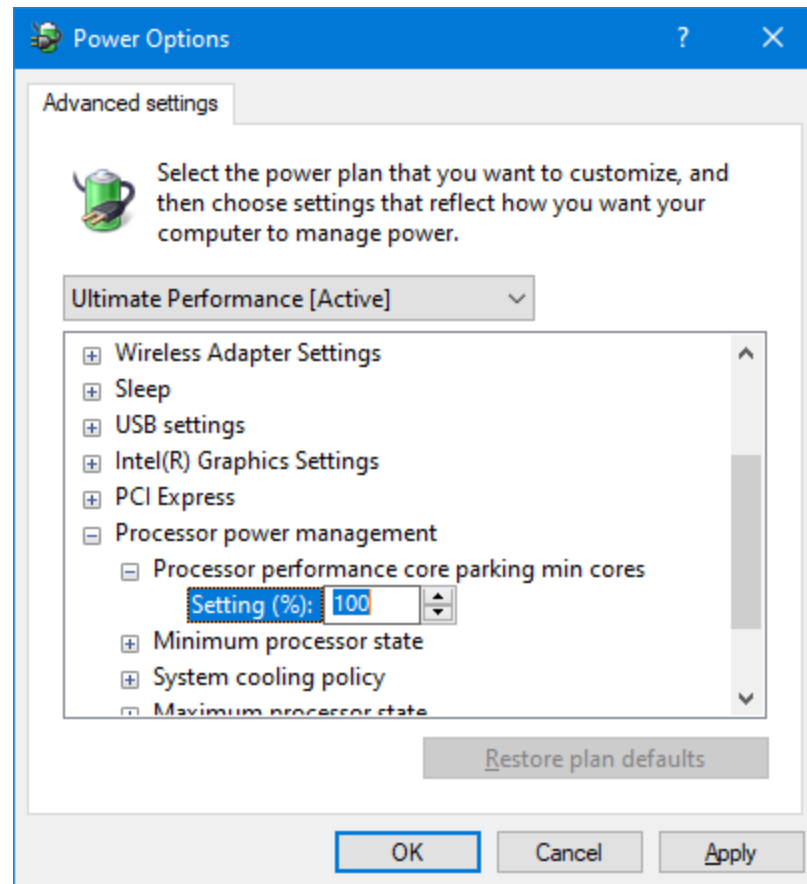 Power Options
Advanced settings
Select the power plan that you want to customize, and
then choose settings that reflect how you want your
computer to manage power.
Ultimate Performance [Active]
Wireless Adapter Settings
Sleep
USB settings
Intel(R) Graphics Settings
PCI Express
Processor power management
Processor performance core parking min cores
Setting (%): 100
Minimum processor state
System cooling policy
Maximum processor state
Restore plan defaults
OK Cancel Apply